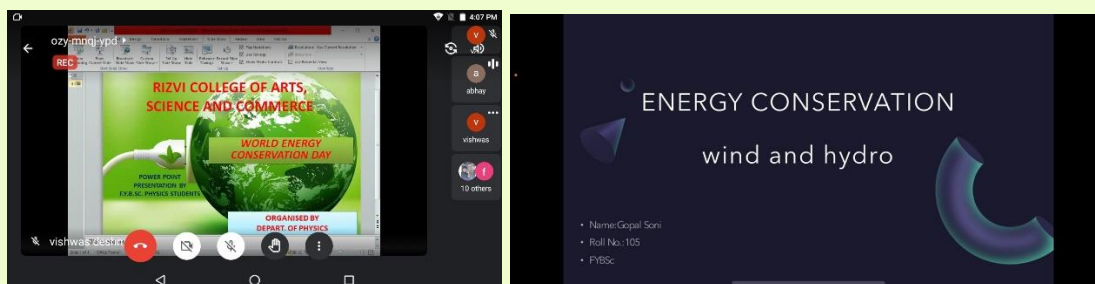 4:07 PM
ozy-mnqj-ypd
REC
RIZVI COLLEGE OF ARTS,
SCIENCE AND COMMERCE
WORLD ENERGY
CONSERVATION DAY
POWER POINT
PRESENTATION BY
F.Y.B.SC. PHYSICS STUDENTS
ORGANISED BY
DEPART. OF PHYSICS
vishwas
v
a
abhay
v
vishwas
f
10 others
ENERGY CONSERVATION
wind and hydro
• Name:Gopal Soni
• Roll No.:105
• FYBSc